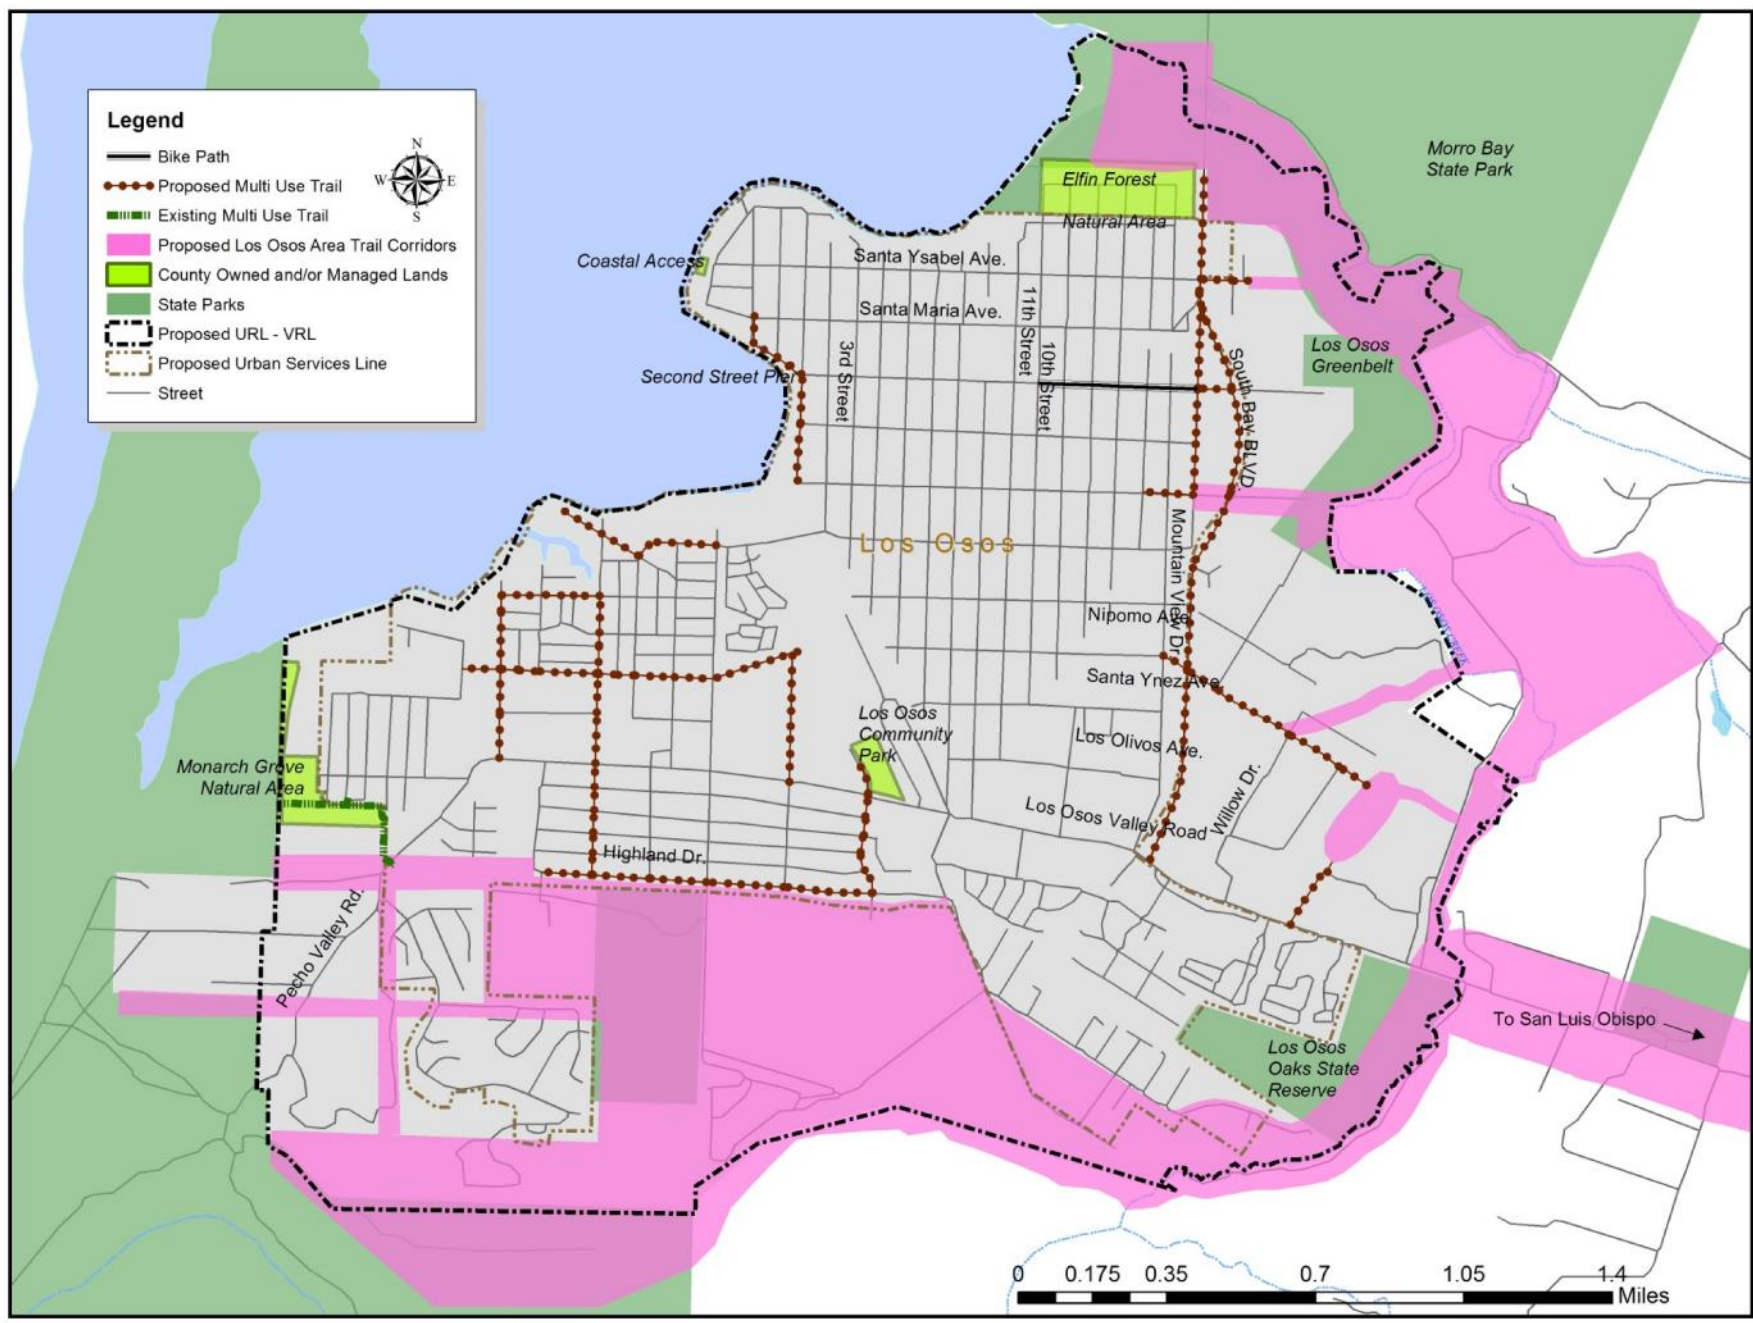 Legend
Bike Path
Proposed Multi Use Trail
Existing Multi Use Trail
Proposed Los Osos Area Trail Corridors
County Owned and/or Managed Lands
State Parks
Proposed URL - VRL
Proposed Urban Services Line
Street
N
W
E
S
Morro Bay
State Park
Elfin Forest
Natural Area
Coastal Access
Santa Ysabel Ave.
Santa Maria Ave.
11th Street
10th Street
3rd Street
Second Street Pier
South Bay BLVD.
Los Osos
Greenbelt
Los Osos
Mountain View Dr.
Nipomo Ave.
Santa Ynez Ave.
Los Osos
Community
Park
Los Olivos Ave.
Willow Dr.
Los Osos Valley Road
Monarch Grove
Natural Area
Highland Dr.
Pecho Valley Rd.
To San Luis Obispo
Los Osos
Oaks State
Reserve
0 0.175 0.35 0.7 1.05 1.4
Miles